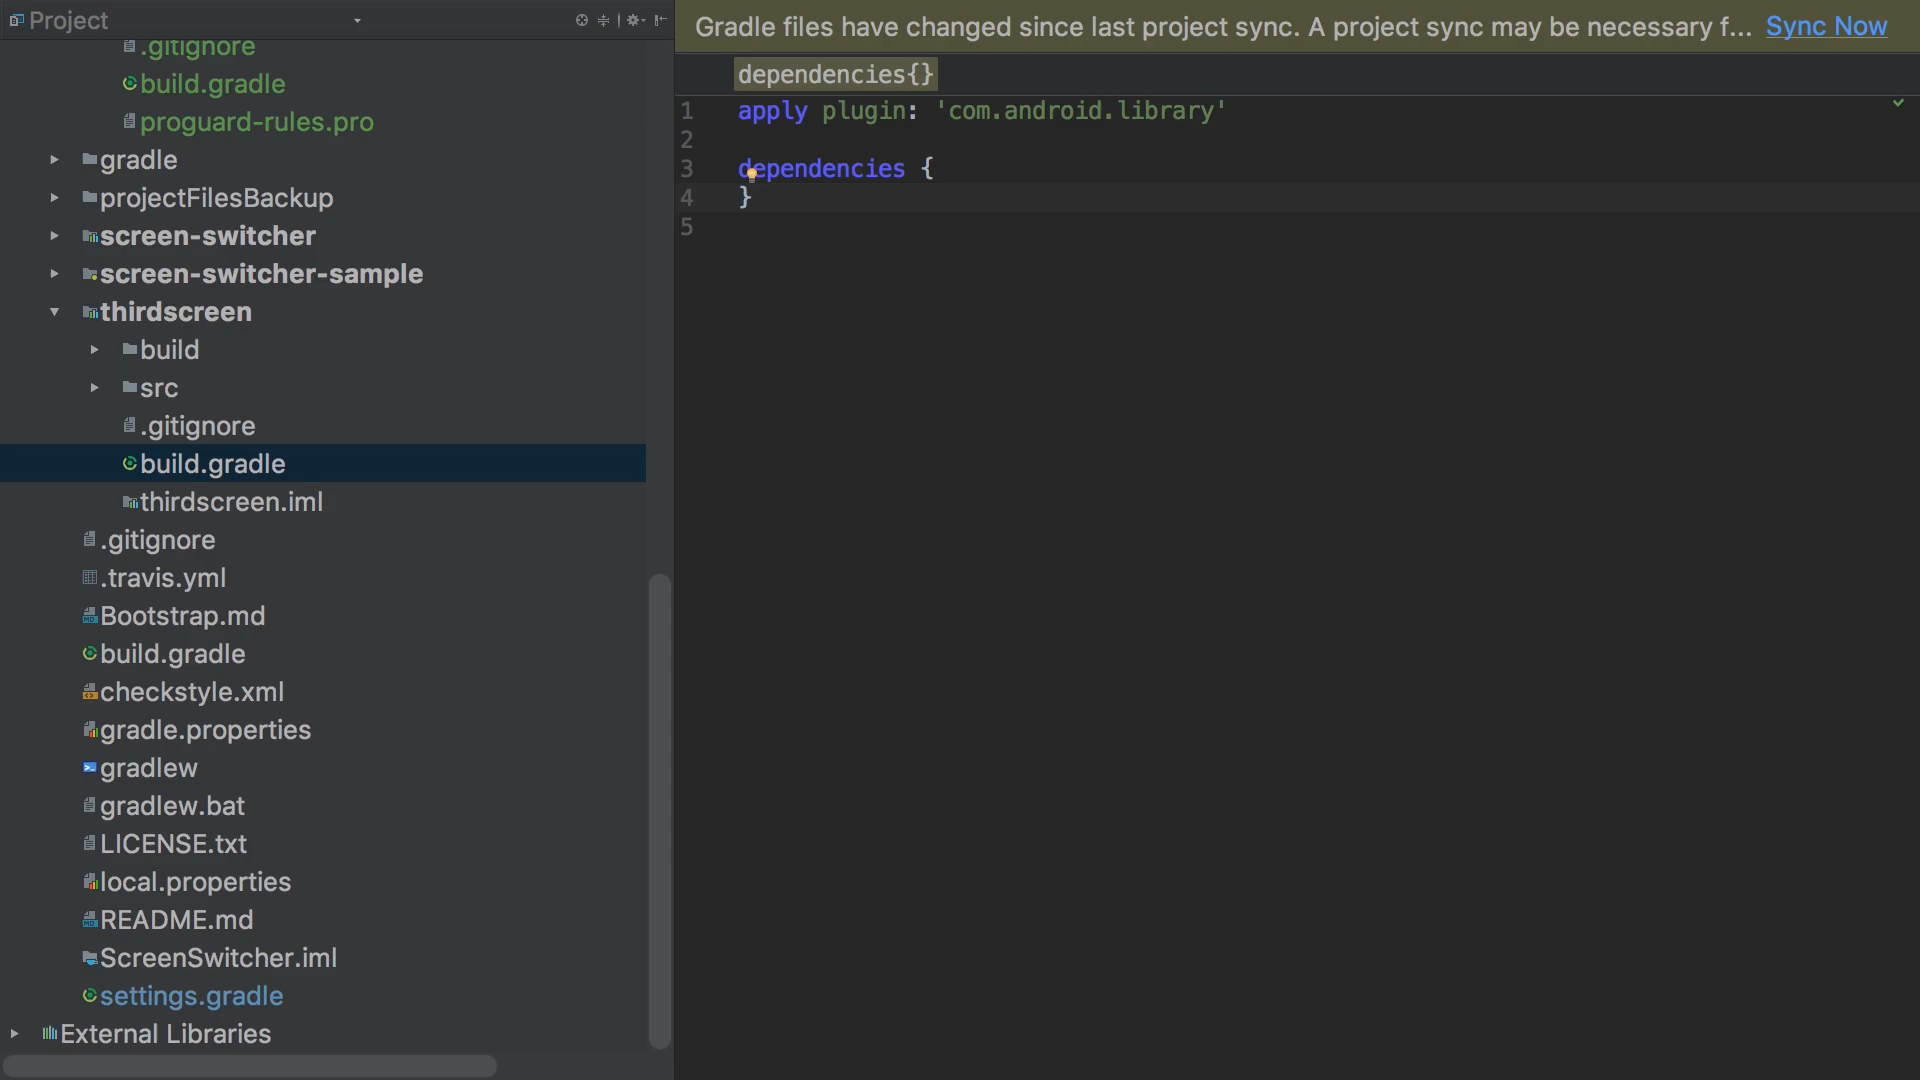 Project
.gitignore
build.gradle
proguard-rules.pro
gradle
projectFilesBackup
screen-switcher
screen-switcher-sample
thirdscreen
build
src
.gitignore
build.gradle
thirdscreen.iml
.gitignore
.travis.yml
Bootstrap.md
build.gradle
checkstyle.xml
gradle.properties
gradlew
gradlew.bat
LICENSE.txt
local.properties
README.md
ScreenSwitcher.iml
settings.gradle
External Libraries
Gradle files have changed since last project sync. A project sync may be necessary f... Sync Now
dependencies{}
1 apply plugin: 'com.android.library'
2
3 dependencies {
4 }
5